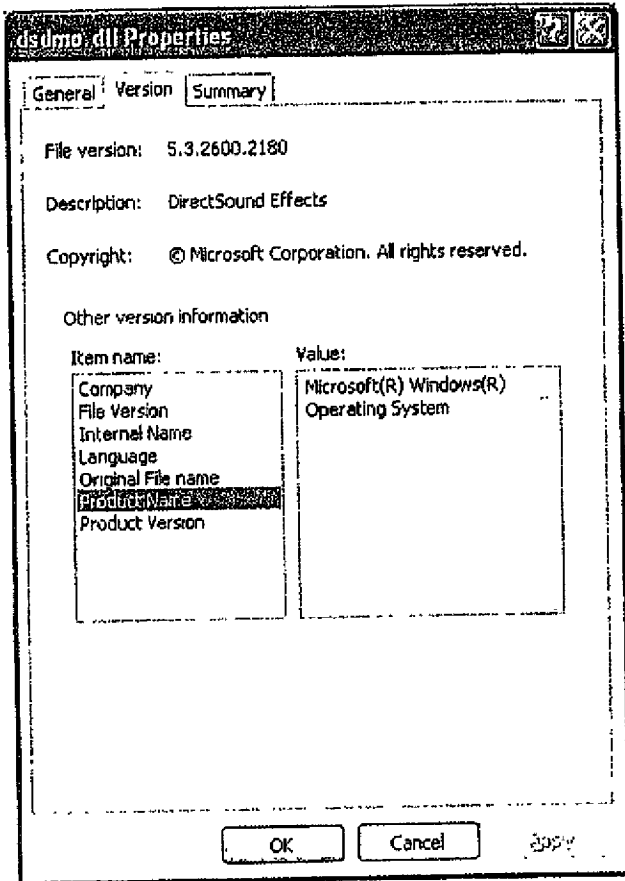 dsdmo.dll Properties
General Version Summary
File version: 5.3.2600.2180
Description: DirectSound Effects
Copyright: © Microsoft Corporation. All rights reserved.
Other version information
Item name: Value:
Company
File Version
Internal Name
Language
Original File name
Product Name
Product Version
Microsoft(R) Windows(R)
Operating System
OK Cancel Apply